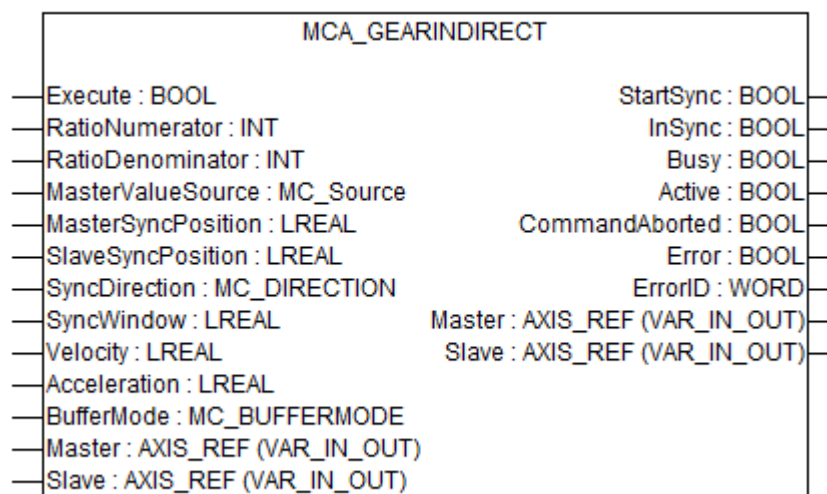 MCA_GEARINDIRECT
Execute : BOOL StartSync : BOOL
RatioNumerator : INT InSync : BOOL
RatioDenominator : INT Busy : BOOL
MasterValueSource : MC_Source Active : BOOL
MasterSyncPosition : LREAL CommandAborted : BOOL
SlaveSyncPosition : LREAL Error : BOOL
SyncDirection : MC_DIRECTION ErrorID : WORD
SyncWindow : LREAL Master : AXIS_REF (VAR_IN_OUT)
Velocity : LREAL Slave : AXIS_REF (VAR_IN_OUT)
Acceleration : LREAL
BufferMode : MC_BUFFERMODE
Master : AXIS_REF (VAR_IN_OUT)
Slave : AXIS_REF (VAR_IN_OUT)